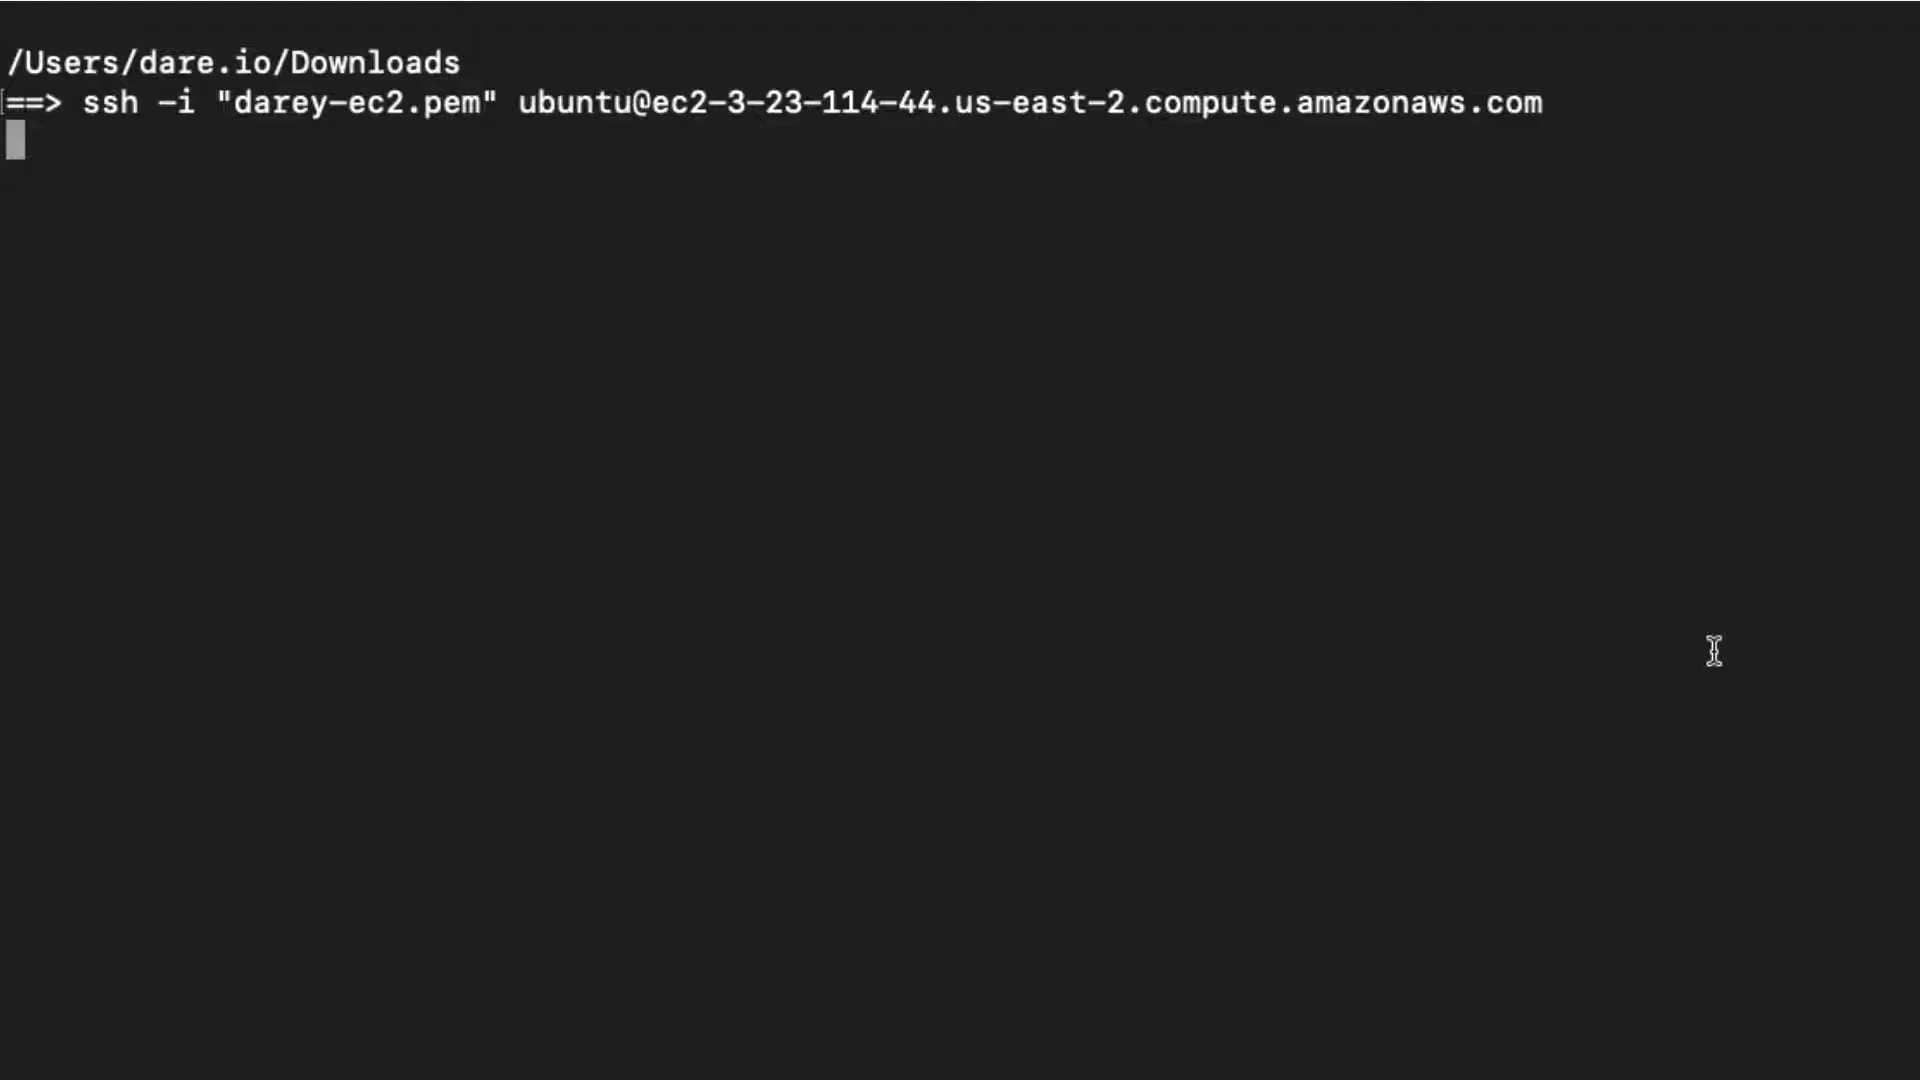 /Users/dare.io/Downloads
==> ssh -i "darey-ec2.pem" ubuntu@ec2-3-23-114-44.us-east-2.compute.amazonaws.com